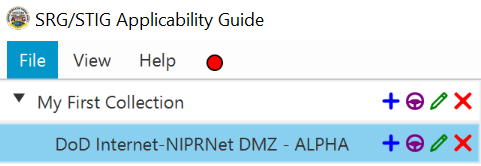 SRG/STIG Applicability Guide
File View Help
My First Collection
DoD Internet-NIPRNet DMZ - ALPHA